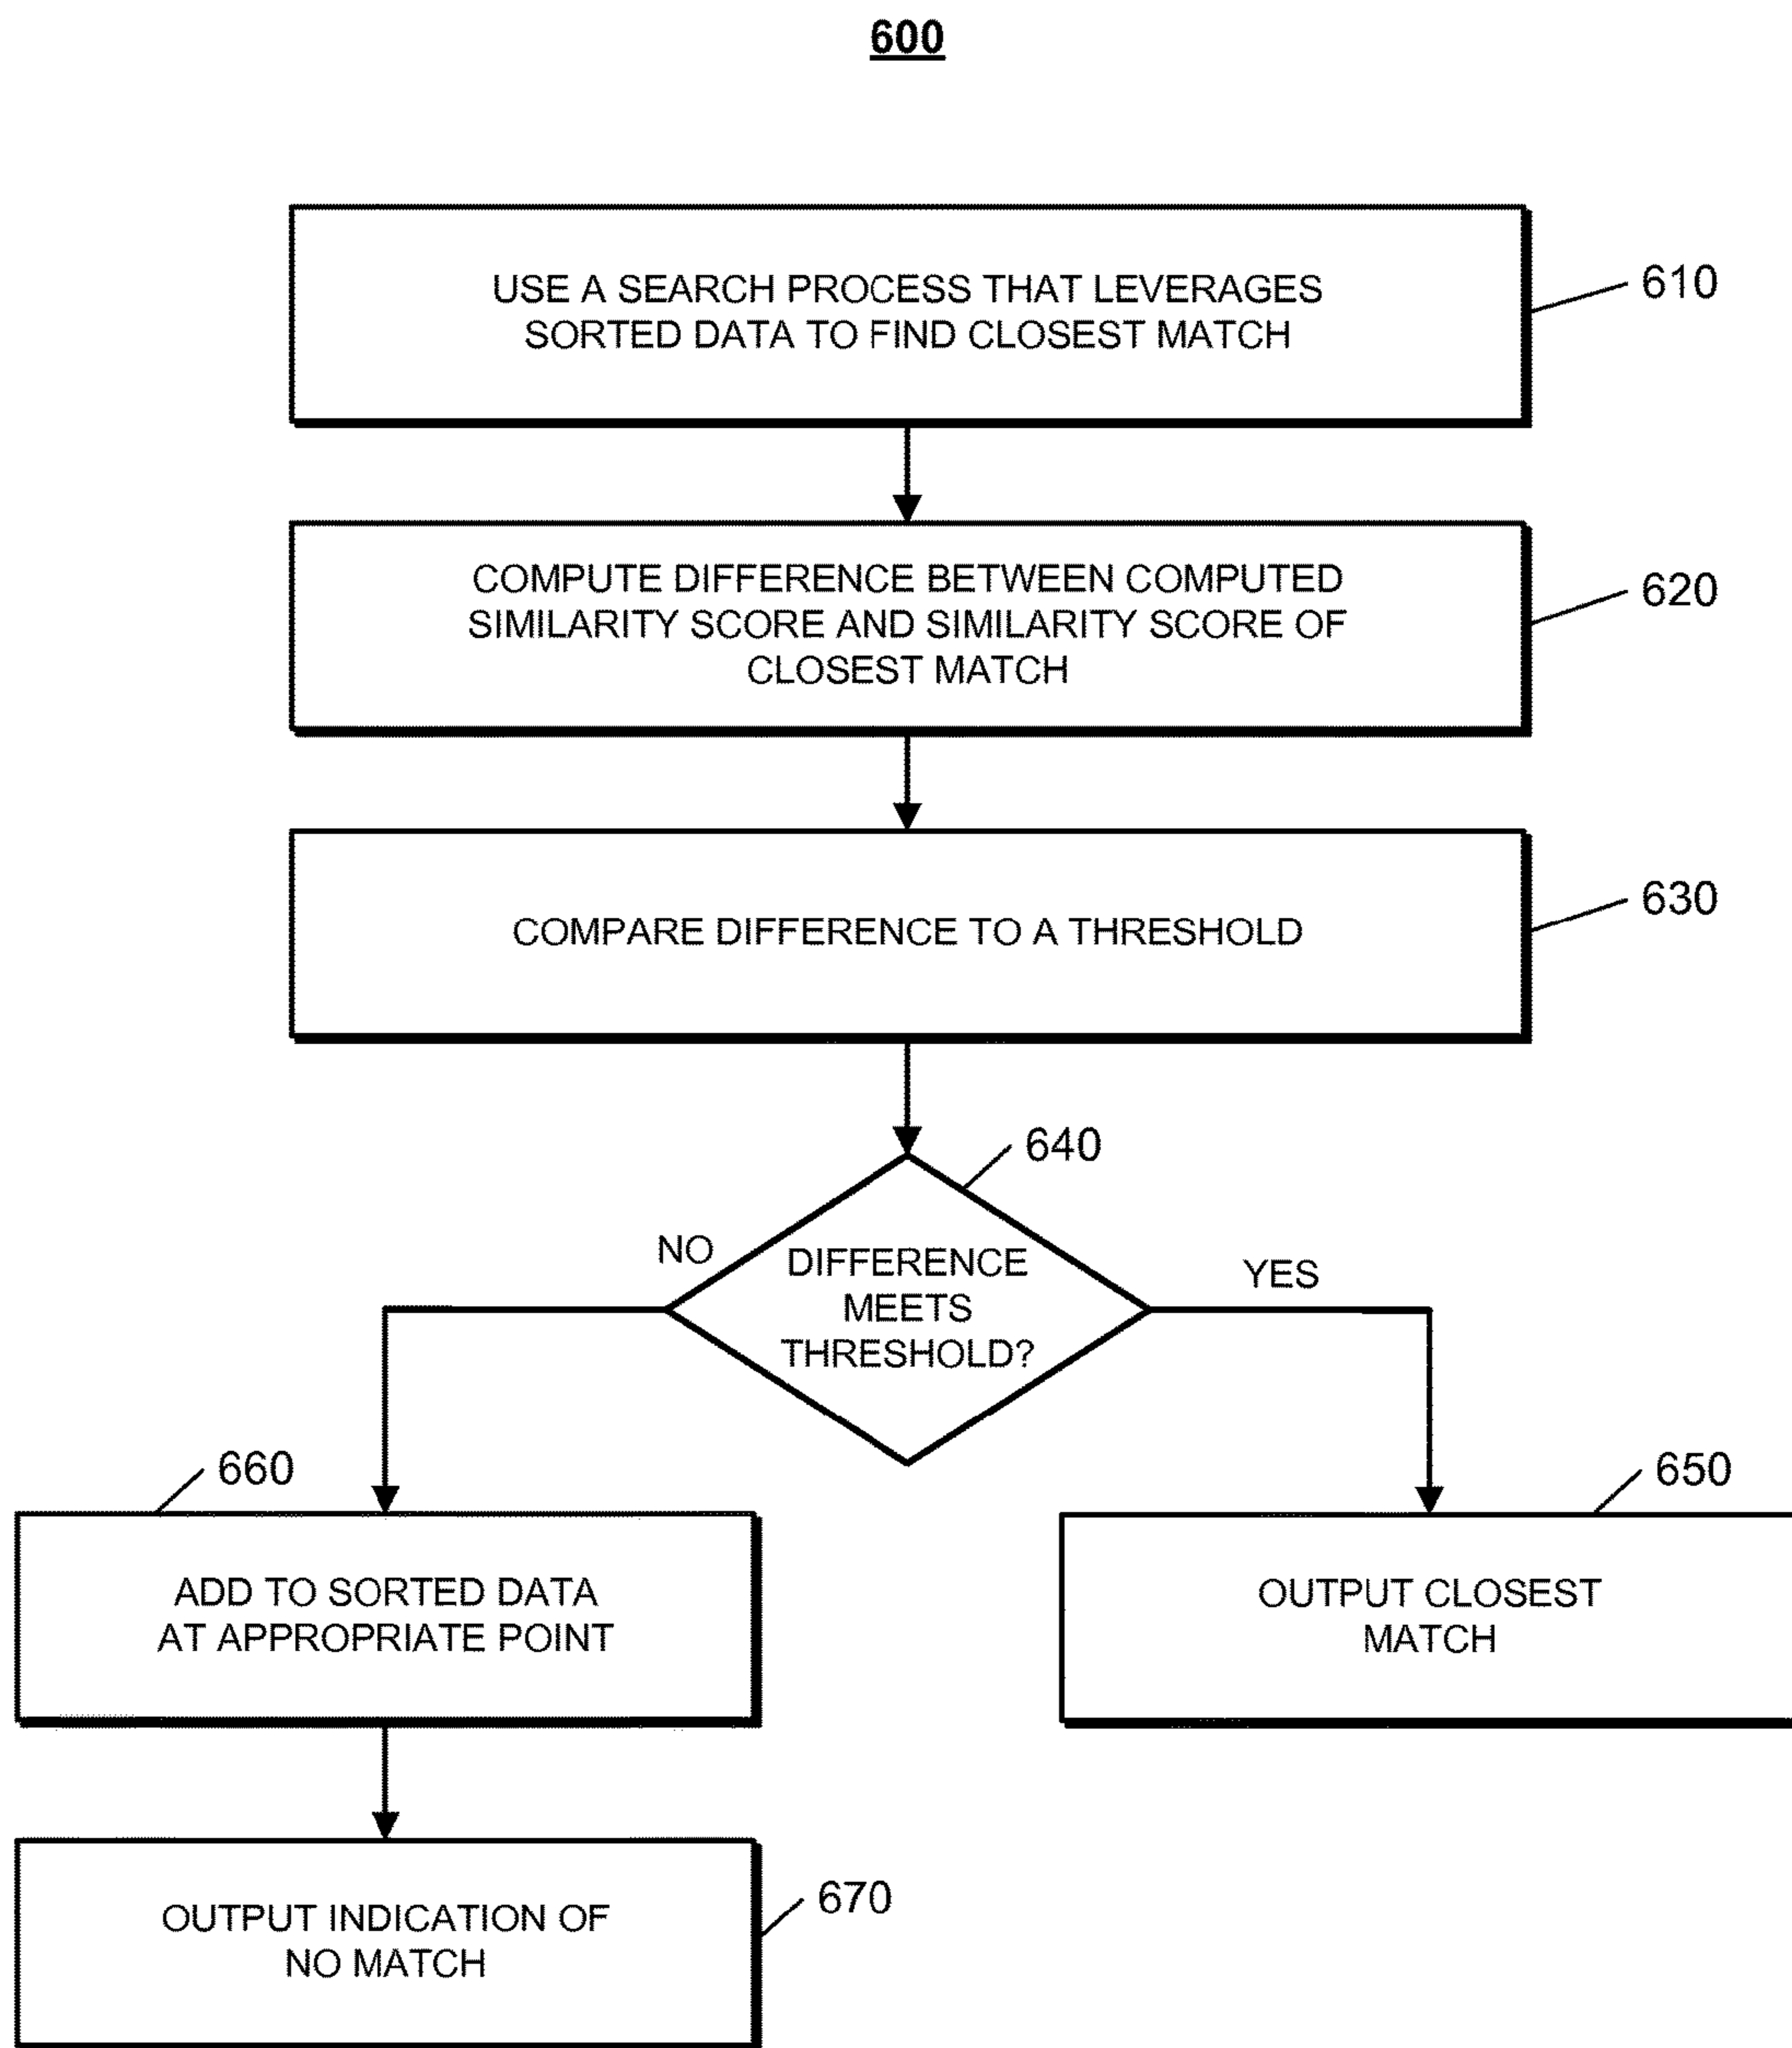 600
USE A SEARCH PROCESS THAT LEVERAGES
SORTED DATA TO FIND CLOSEST MATCH
610
COMPUTE DIFFERENCE BETWEEN COMPUTED
SIMILARITY SCORE AND SIMILARITY SCORE OF
CLOSEST MATCH
620
COMPARE DIFFERENCE TO A THRESHOLD
630
640
DIFFERENCE
MEETS
THRESHOLD?
NO
YES
660
ADD TO SORTED DATA
AT APPROPRIATE POINT
650
OUTPUT CLOSEST
MATCH
OUTPUT INDICATION OF
NO MATCH
670